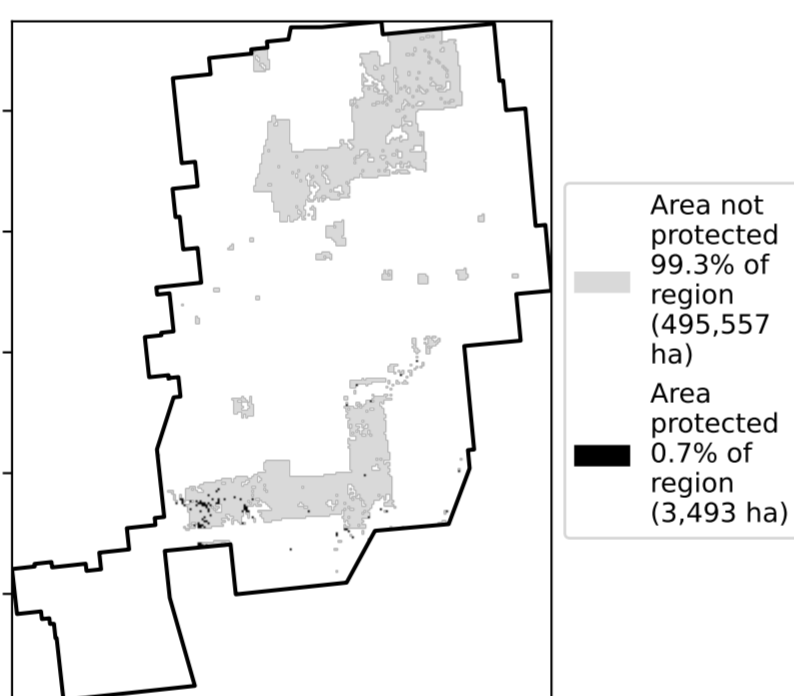 Area not
protected
99.3% of
region
(495,557
ha)
Area
protected
0.7% of
region
(3,493 ha)